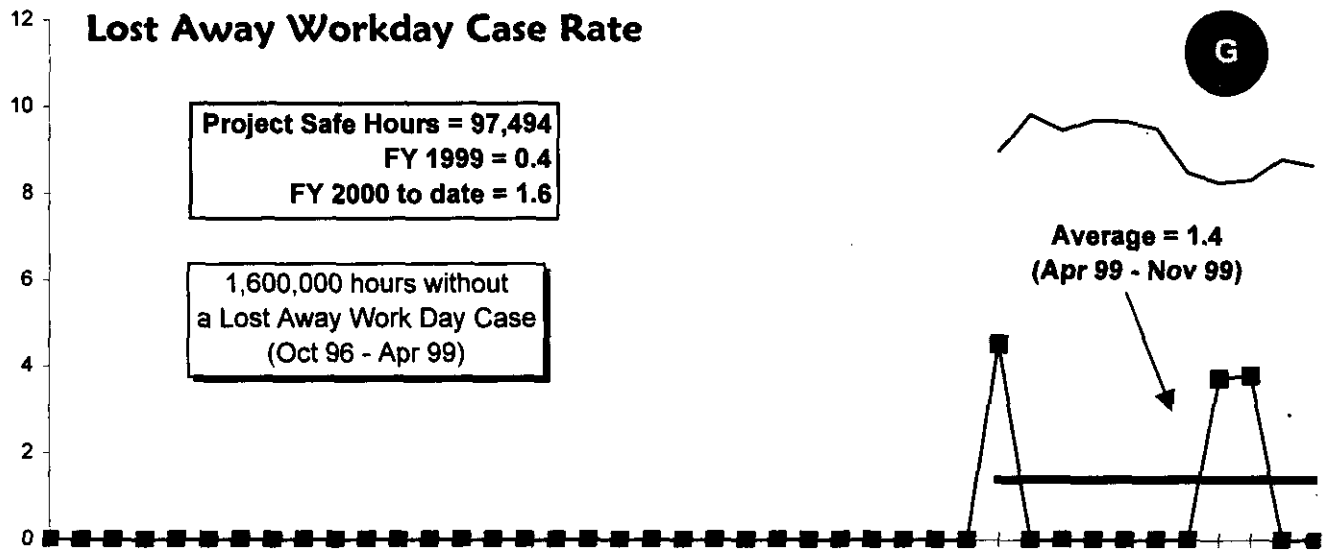 Lost Away Workday Case Rate
G
12
10
8
6
4
2
0
Project Safe Hours = 97,494
FY 1999 = 0.4
FY 2000 to date = 1.6
1,600,000 hours without
a Lost Away Work Day Case
(Oct 96 - Apr 99)
Average = 1.4
(Apr 99 - Nov 99)